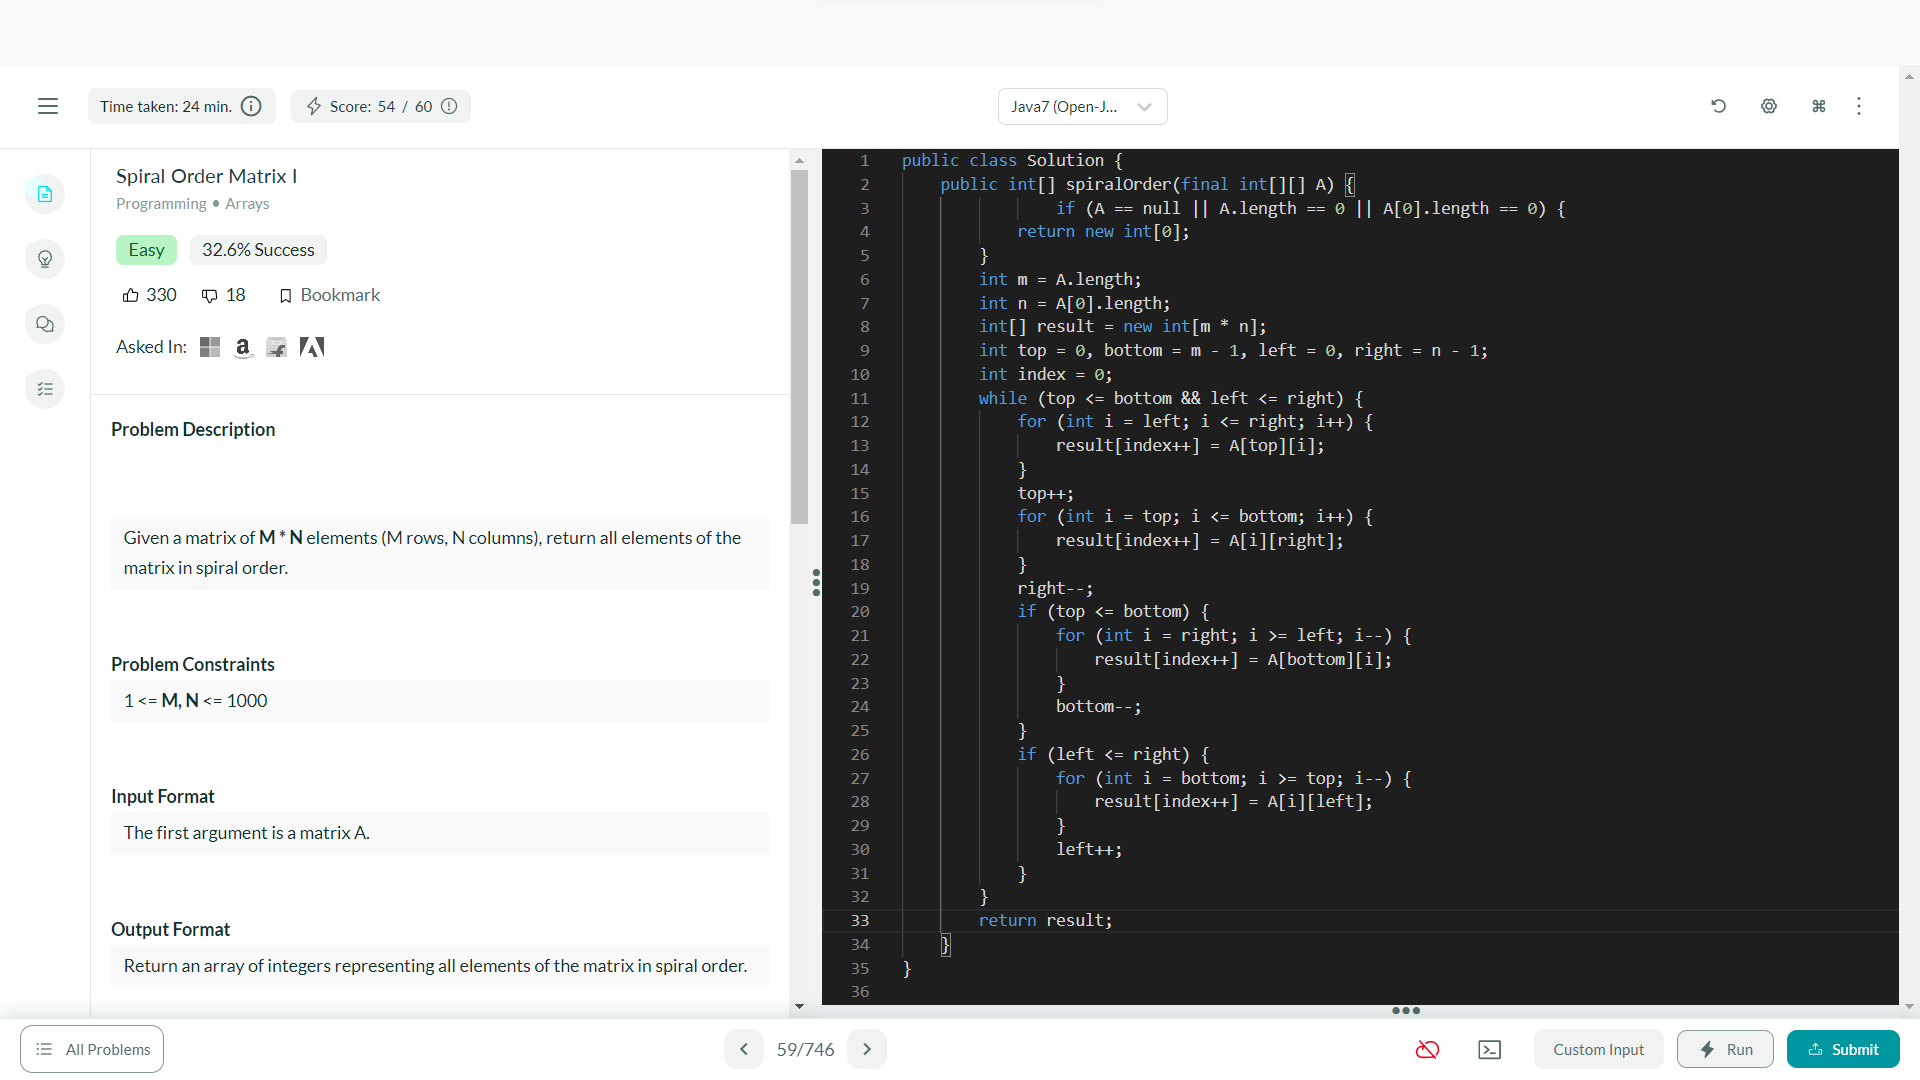 Time taken: 24 min.
Score: 54 / 60
Java7 (Open-J...
Spiral Order Matrix I
Programming • Arrays
Easy
32.6% Success
330
18
Bookmark
Asked In:
Problem Description
Given a matrix of M * N elements (M rows, N columns), return all elements of the
matrix in spiral order.
Problem Constraints
1 <= M, N <= 1000
Input Format
The first argument is a matrix A.
Output Format
Return an array of integers representing all elements of the matrix in spiral order.
1 public class Solution {
2     public int[] spiralOrder(final int[][] A) {
3                 if (A == null || A.length == 0 || A[0].length == 0) {
4             return new int[0];
5         }
6         int m = A.length;
7         int n = A[0].length;
8         int[] result = new int[m * n];
9         int top = 0, bottom = m - 1, left = 0, right = n - 1;
10         int index = 0;
11         while (top <= bottom && left <= right) {
12             for (int i = left; i <= right; i++) {
13                 result[index++] = A[top][i];
14             }
15             top++;
16             for (int i = top; i <= bottom; i++) {
17                 result[index++] = A[i][right];
18             }
19             right--;
20             if (top <= bottom) {
21                 for (int i = right; i >= left; i--) {
22                     result[index++] = A[bottom][i];
23                 }
24                 bottom--;
25             }
26             if (left <= right) {
27                 for (int i = bottom; i >= top; i--) {
28                     result[index++] = A[i][left];
29                 }
30                 left++;
31             }
32         }
33         return result;
34     }
35 }
36
All Problems
59/746
Custom Input
Run
Submit